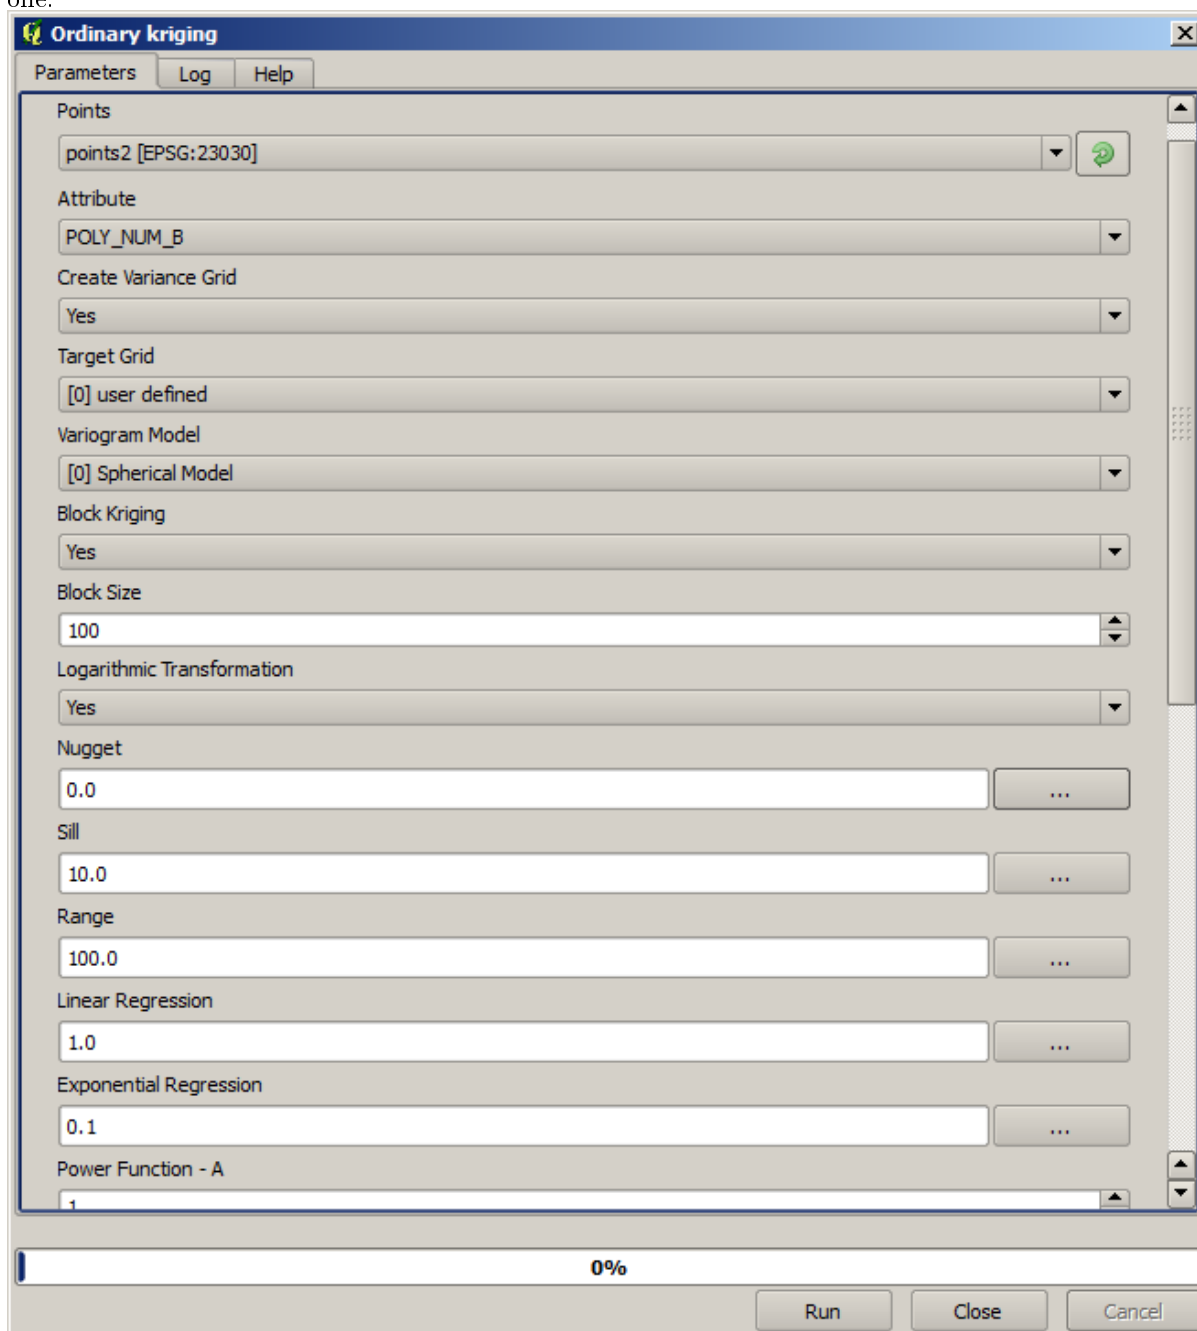 one.
Ordinary kriging
Parameters Log Help
Points
points2 [EPSG:23030]
Attribute
POLY_NUM_B
Create Variance Grid
Yes
Target Grid
[0] user defined
Variogram Model
[0] Spherical Model
Block Kriging
Yes
Block Size
100
Logarithmic Transformation
Yes
Nugget
0.0 ...
Sill
10.0 ...
Range
100.0 ...
Linear Regression
1.0 ...
Exponential Regression
0.1 ...
Power Function - A
1
0%
Run Close Cancel